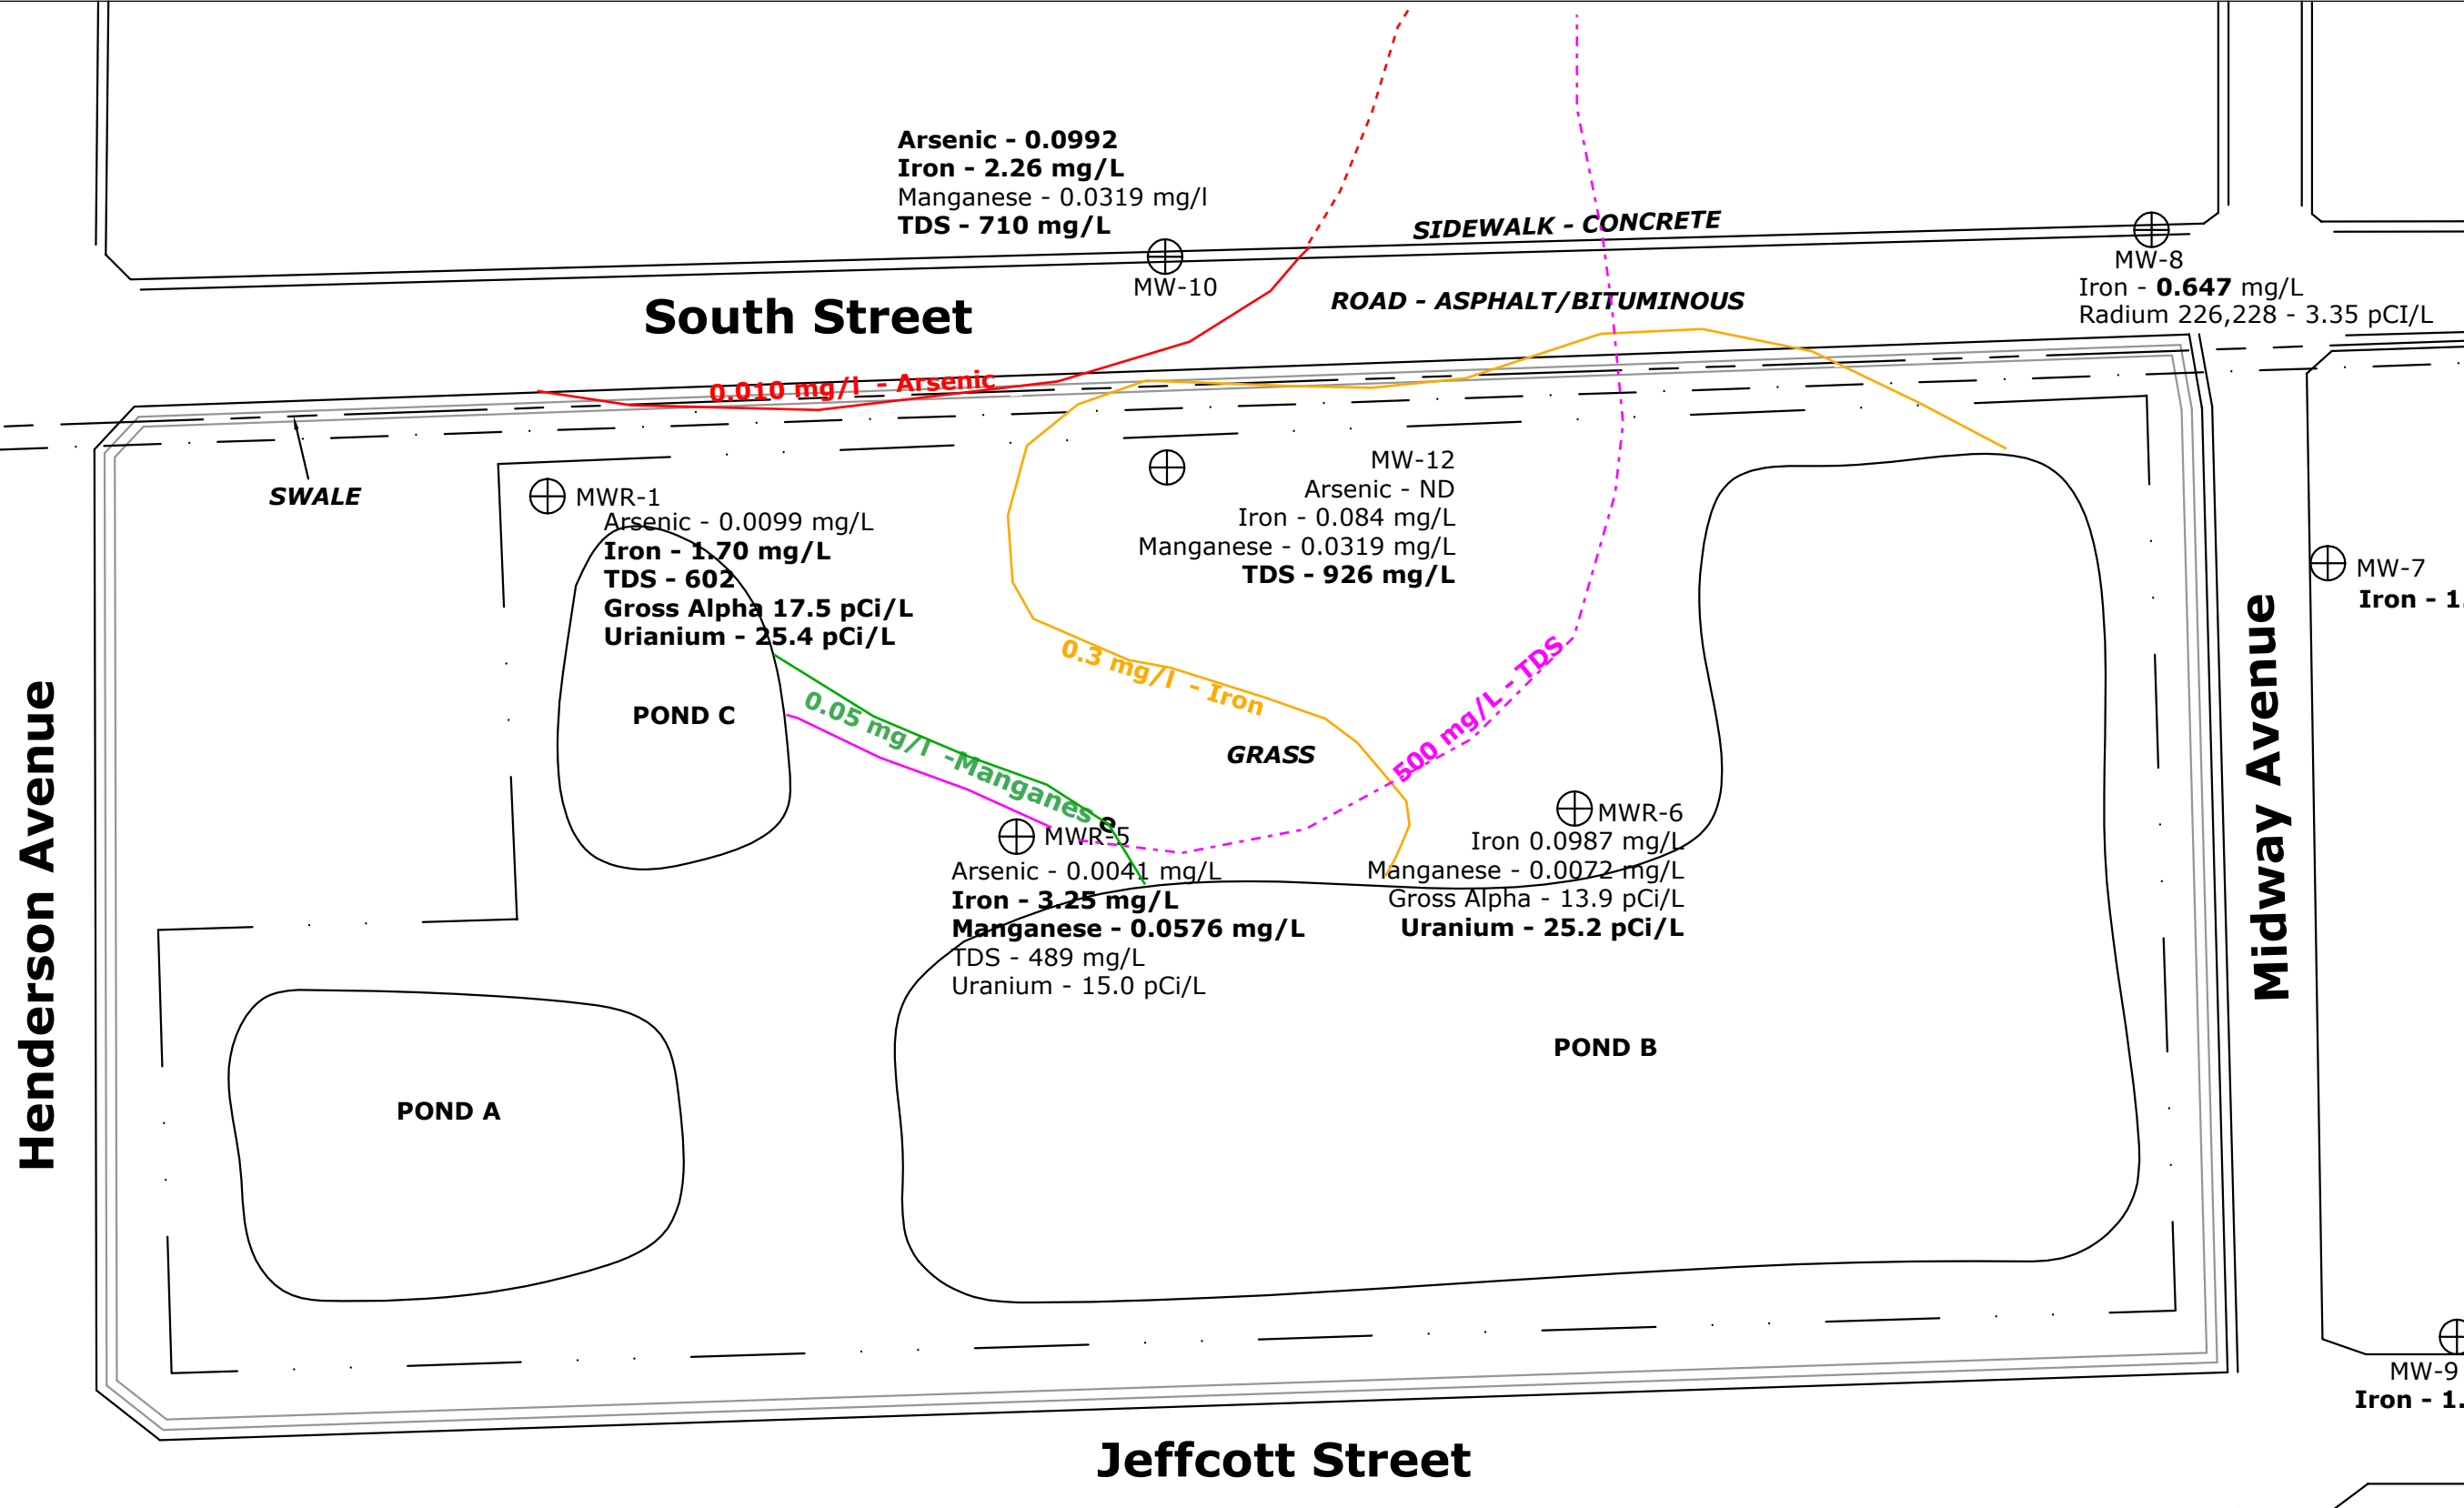 Arsenic - 0.0992
Iron - 2.26 mg/L
Manganese - 0.0319 mg/l
TDS - 710 mg/L
MW-10
SIDEWALK - CONCRETE
ROAD - ASPHALT/BITUMINOUS
MW-8
Iron - 0.647 mg/L
Radium 226,228 - 3.35 pCI/L
South Street
0.010 mg/l - Arsenic
SWALE
MWR-1
Arsenic - 0.0099 mg/L
Iron - 1.70 mg/L
TDS - 602
Gross Alpha 17.5 pCi/L
Urianium - 25.4 pCi/L
MW-12
Arsenic - ND
Iron - 0.084 mg/L
Manganese - 0.0319 mg/L
TDS - 926 mg/L
MW-7
Iron - 1.
0.3 mg/l - Iron
500 mg/L - TDS
0.05 mg/l -Manganese
POND C
GRASS
Henderson Avenue
Midway Avenue
MWR-5
Arsenic - 0.0041 mg/L
Iron - 3.25 mg/L
Manganese - 0.0576 mg/L
TDS - 489 mg/L
Uranium - 15.0 pCi/L
MWR-6
Iron 0.0987 mg/L
Manganese - 0.0072 mg/L
Gross Alpha - 13.9 pCi/L
Uranium - 25.2 pCi/L
POND B
POND A
MW-9
Iron - 1.
Jeffcott Street